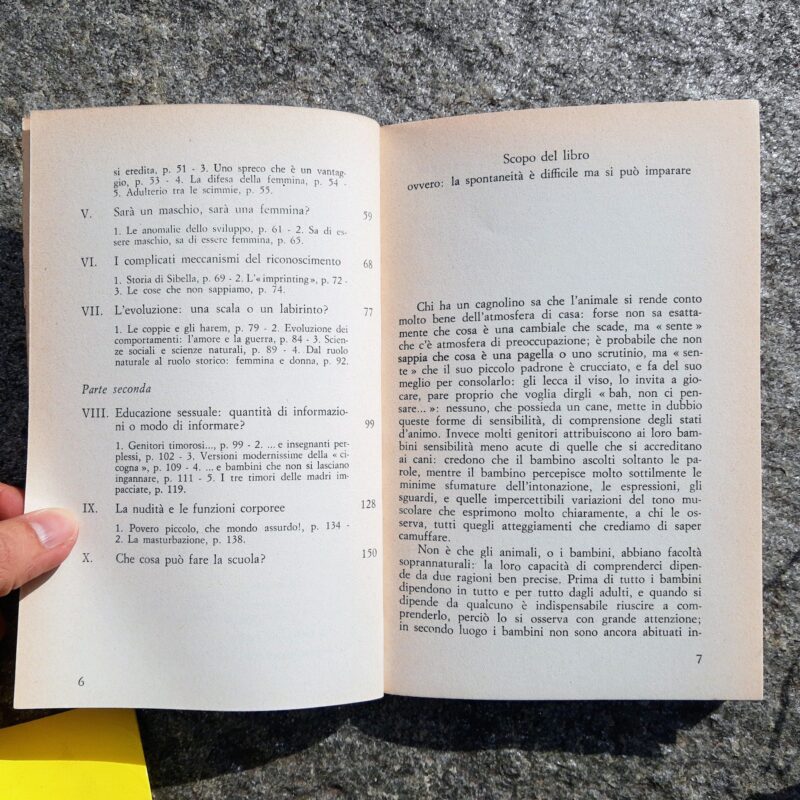 si eredita, p. 51 - 3. Uno spreco che è un vantag-
gio, p. 53 - 4. La difesa della femmina, p. 54 -
5. Adulterio tra le scimmie, p. 55.
V. Sarà un maschio, sarà una femmina? 59
1. Le anomalie dello sviluppo, p. 61 - 2. Sa di es-
sere maschio, sa di essere femmina, p. 65.
VI. I complicati meccanismi del riconoscimento 68
1. Storia di Sibella, p. 69 - 2. L'« imprinting », p. 72 -
3. Le cose che non sappiamo, p. 74.
VII. L'evoluzione: una scala o un labirinto? 77
1. Le coppie e gli harem, p. 79 - 2. Evoluzione dei
comportamenti: l'amore e la guerra, p. 84 - 3. Scien-
ze sociali e scienze naturali, p. 89 - 4. Dal ruolo
naturale al ruolo storico: femmina e donna, p. 92.
Parte seconda
VIII. Educazione sessuale: quantità di informazio-
ni o modo di informare? 99
1. Genitori timorosi..., p. 99 - 2. ... e insegnanti per-
plessi, p. 102 - 3. Versioni modernissime della « ci-
cogna », p. 109 - 4. ... e bambini che non si lasciano
ingannare, p. 111 - 5. I tre timori delle madri im-
pacciate, p. 119.
IX. La nudità e le funzioni corporee 128
1. Povero piccolo, che mondo assurdo!, p. 134 -
2. La masturbazione, p. 138.
X. Che cosa può fare la scuola? 150
6
Scopo del libro
ovvero: la spontaneità è difficile ma si può imparare
Chi ha un cagnolino sa che l'animale si rende conto
molto bene dell'atmosfera di casa: forse non sa esatta-
mente che cosa è una cambiale che scade, ma « sente »
che c'è atmosfera di preoccupazione; è probabile che non
sappia che cosa è una pagella o uno scrutinio, ma « sen-
te » che il suo piccolo padrone è crucciato, e fa del suo
meglio per consolarlo: gli lecca il viso, lo invita a gio-
care, pare proprio che voglia dirgli « bah, non ci pen-
sare... »: nessuno, che possieda un cane, mette in dubbio
queste forme di sensibilità, di comprensione degli stati
d'animo. Invece molti genitori attribuiscono ai loro bam-
bini sensibilità meno acute di quelle che si accreditano
ai cani: credono che il bambino ascolti soltanto le pa-
role, mentre il bambino percepisce molto sottilmente le
minime sfumature dell'intonazione, le espressioni, gli
sguardi, e quelle impercettibili variazioni del tono mu-
scolare che esprimono molto chiaramente, a chi le os-
serva, tutti quegli atteggiamenti che crediamo di saper
camuffare.
Non è che gli animali, o i bambini, abbiano facoltà
soprannaturali: la loro capacità di comprenderci dipen-
de da due ragioni ben precise. Prima di tutto i bambini
dipendono in tutto e per tutto dagli adulti, e quando si
dipende da qualcuno è indispensabile riuscire a com-
prenderlo, perciò lo si osserva con grande attenzione;
in secondo luogo i bambini non sono ancora abituati in-
7